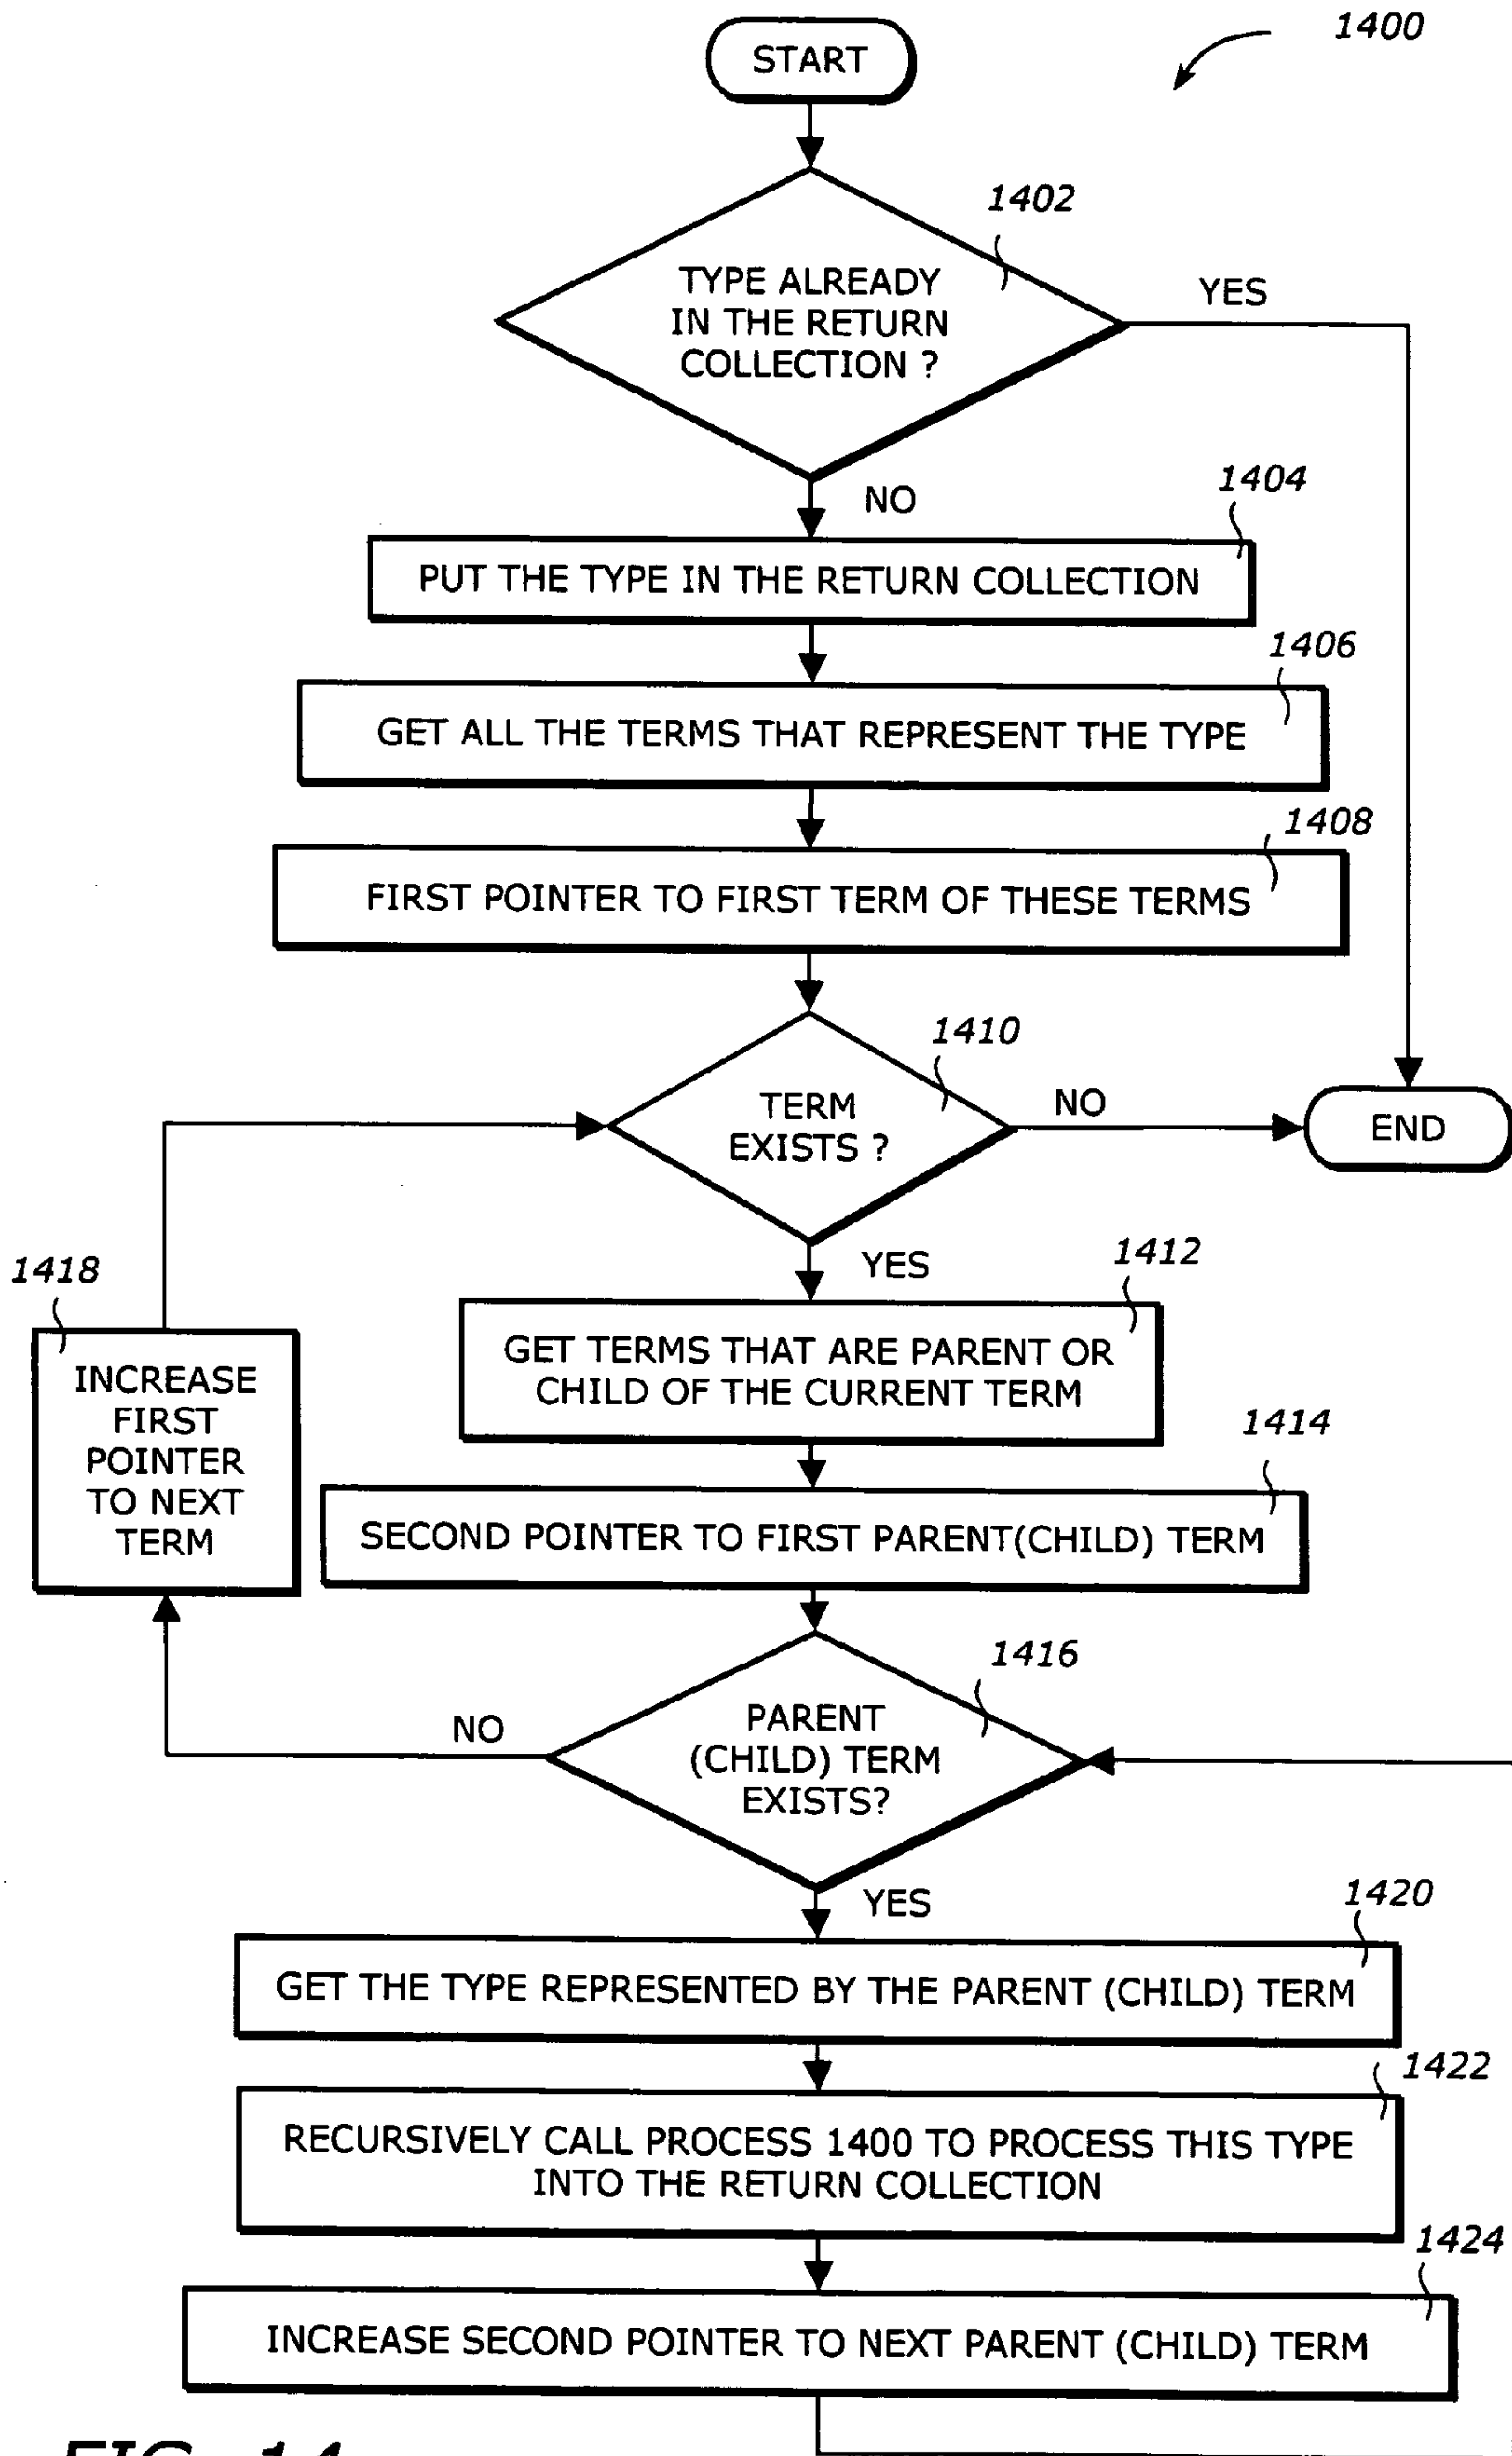 1400
START
1402
TYPE ALREADY
IN THE RETURN
COLLECTION ?
YES
NO
1404
PUT THE TYPE IN THE RETURN COLLECTION
1406
GET ALL THE TERMS THAT REPRESENT THE TYPE
1408
FIRST POINTER TO FIRST TERM OF THESE TERMS
1410
TERM
EXISTS ?
NO
END
YES
1412
GET TERMS THAT ARE PARENT OR
CHILD OF THE CURRENT TERM
1418
INCREASE
FIRST
POINTER
TO NEXT
TERM
1414
SECOND POINTER TO FIRST PARENT(CHILD) TERM
1416
PARENT
(CHILD) TERM
EXISTS?
NO
YES
1420
GET THE TYPE REPRESENTED BY THE PARENT (CHILD) TERM
1422
RECURSIVELY CALL PROCESS 1400 TO PROCESS THIS TYPE
INTO THE RETURN COLLECTION
1424
INCREASE SECOND POINTER TO NEXT PARENT (CHILD) TERM
FIG. 14